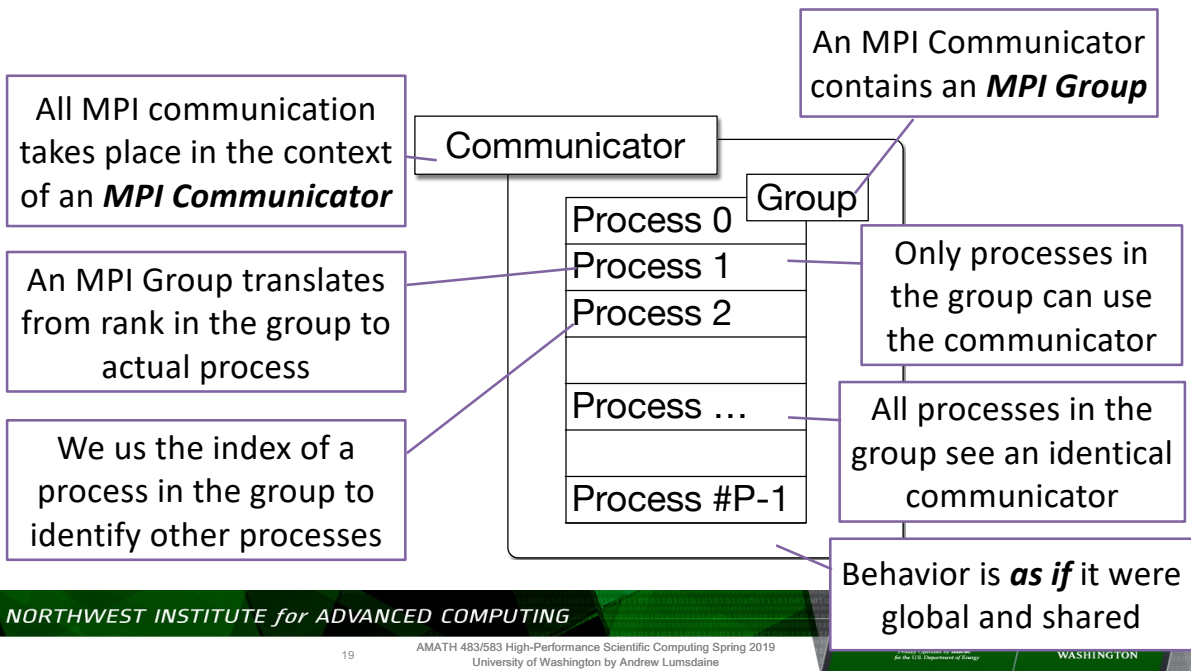 An MPI Communicator
contains an MPI Group
All MPI communication
takes place in the context
of an MPI Communicator
Communicator
Group
Process 0
Process 1
Process 2
Process ...
Process #P-1
An MPI Group translates
from rank in the group to
actual process
Only processes in
the group can use
the communicator
We us the index of a
process in the group to
identify other processes
All processes in the
group see an identical
communicator
Behavior is as if it were
global and shared
NORTHWEST INSTITUTE for ADVANCED COMPUTING
19
AMATH 483/583 High-Performance Scientific Computing Spring 2019
University of Washington by Andrew Lumsdaine
for the U.S. Department of Energy
WASHINGTON